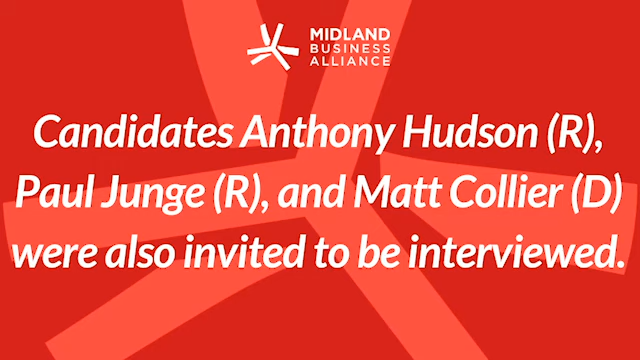 MIDLAND
BUSINESS
ALLIANCE
Candidates Anthony Hudson (R),
Paul Junge (R), and Matt Collier (D)
were also invited to be interviewed.